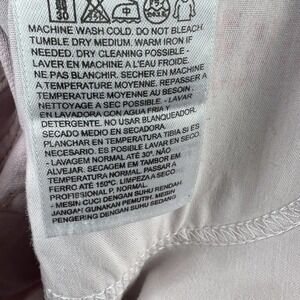 30
MACHINE WASH COLD. DO NOT BLEACH.
TUMBLE DRY MEDIUM. WARM IRON IF
NEEDED. DRY CLEANING POSSIBLE -
LAVER EN MACHINE A L'EAU FROIDE.
NE PAS BLANCHIR. SECHER EN MACHINE
A TEMPERATURE MOYENNE. REPASSER A
TEMPERATURE MOYENNE AU BESOIN.
NETTOYAGE A SEC POSSIBLE. - LAVAR
EN LAVADORA CON AGUA FRIA Y
DETERGENTE. NO USAR BLANQUEADOR.
SECADO MEDIO EN SECADORA.
PLANCHAR EN TEMPERATURA TIBIA SI ES
NECESARIO. ES POSIBLE LAVADO EN SECO
- LAVAGEM NORMAL ATÉ 30º. NÃO
ALVEJAR. SECAGEM EM TAMBOR EM
TEMPERATURA NORMAL. PASSAR A
FERRO ATÉ 150ºC. LIMPEZA A SECO
PROFISSIONAL P, NORMAL.
- MESIN CUCI DENGAN SUHU RENDAH.
JANGAN GUNAKAN PEMUTIH. MESIN
PENGERING DENGAN SUHU SEDANG